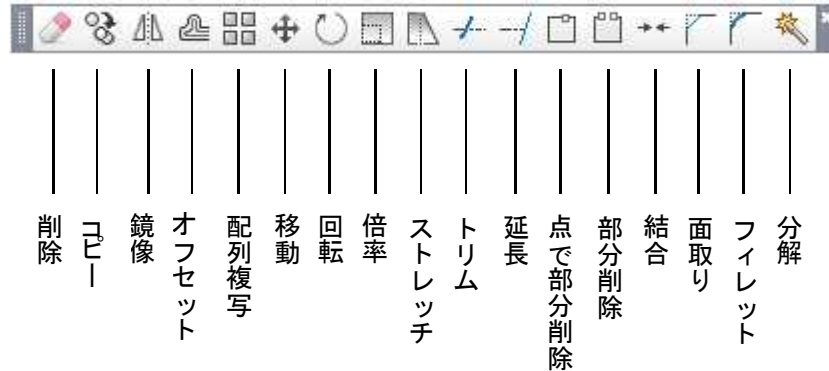 削除
コピー
鏡像
オフセット
配列複写
移動
回転
倍率
ストレッチ
トリム
延長
点で部分削除
部分削除
結合
面取り
フィレット
分解